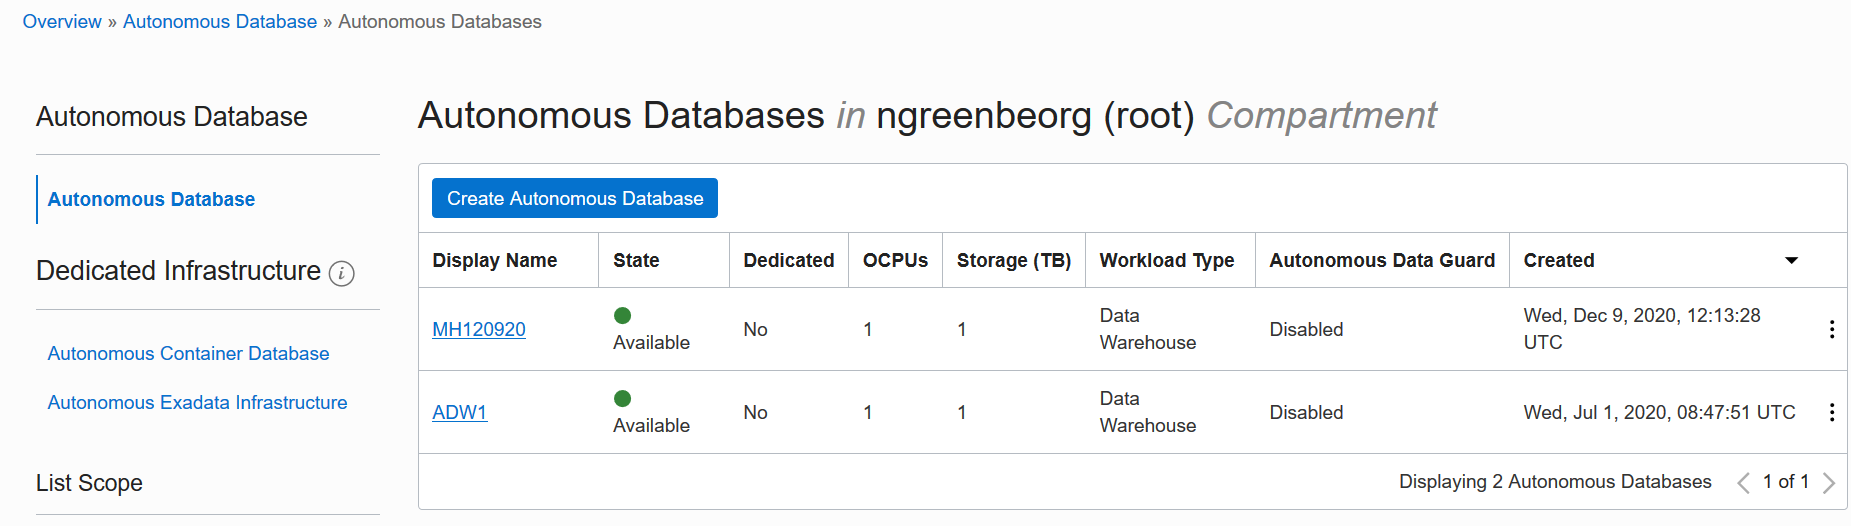 Overview » Autonomous Database » Autonomous Databases
Autonomous Database
Autonomous Database
Dedicated Infrastructure i
Autonomous Container Database
Autonomous Exadata Infrastructure
List Scope
Autonomous Databases in ngreenbeorg (root) Compartment
Create Autonomous Database
Display Name State Dedicated OCPUs Storage (TB) Workload Type Autonomous Data Guard Created
MH120920 Available No 1 1 Data Warehouse Disabled Wed, Dec 9, 2020, 12:13:28 UTC
ADW1 Available No 1 1 Data Warehouse Disabled Wed, Jul 1, 2020, 08:47:51 UTC
Displaying 2 Autonomous Databases 1 of 1